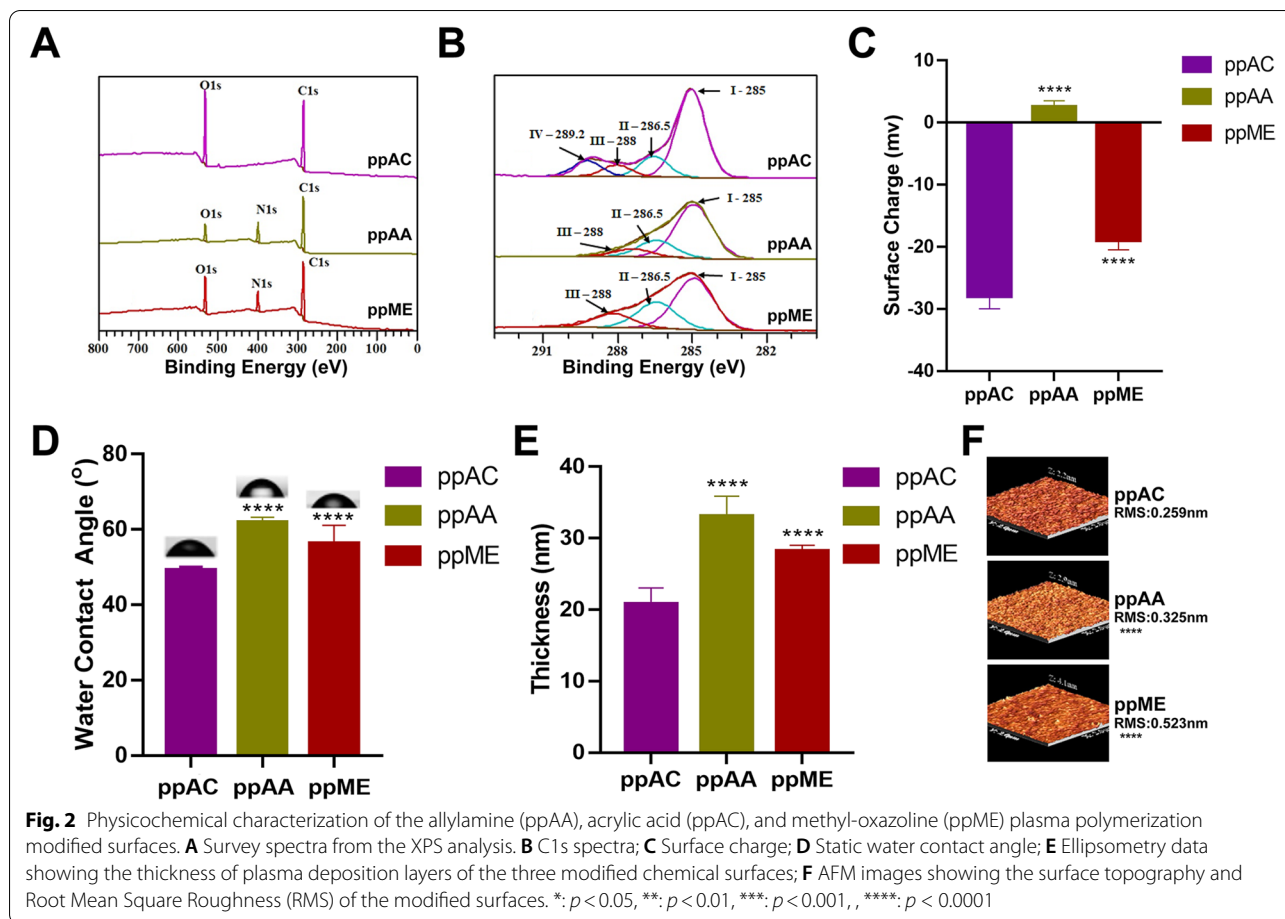 A
O1s
C1s
ppAC
C1s
O1s
N1s
ppAA
C1s
O1s
N1s
ppME
800 700 600 500 400 300 200 100 0
Binding Energy (eV)
B
I - 285
II – 286.5
IV – 289.2
III – 288
ppAC
I - 285
II – 286.5
III – 288
ppAA
I - 285
II – 286.5
III – 288
ppME
291 288 285 282
Binding Energy (eV)
C
10
0
-10
-20
-30
-40
Surface Charge (mv)
****
****
ppAC ppAA ppME
ppAC
ppAA
ppME
D
80
60
40
20
0
Water Contact Angle (°)
****
****
ppAC ppAA ppME
ppAC
ppAA
ppME
E
40
30
20
10
0
Thickness (nm)
****
****
ppAC ppAA ppME
ppAC
ppAA
ppME
F
Z: 2.2nm
ppAC
RMS:0.259nm
ppAA
RMS:0.325nm
****
Z: 4.1nm
ppME
RMS:0.523nm
****
Fig. 2 Physicochemical characterization of the allylamine (ppAA), acrylic acid (ppAC), and methyl-oxazoline (ppME) plasma polymerization
modified surfaces. A Survey spectra from the XPS analysis. B C1s spectra; C Surface charge; D Static water contact angle; E Ellipsometry data
showing the thickness of plasma deposition layers of the three modified chemical surfaces; F AFM images showing the surface topography and
Root Mean Square Roughness (RMS) of the modified surfaces. *: p < 0.05, **: p < 0.01, ***: p < 0.001, , ****: p < 0.0001